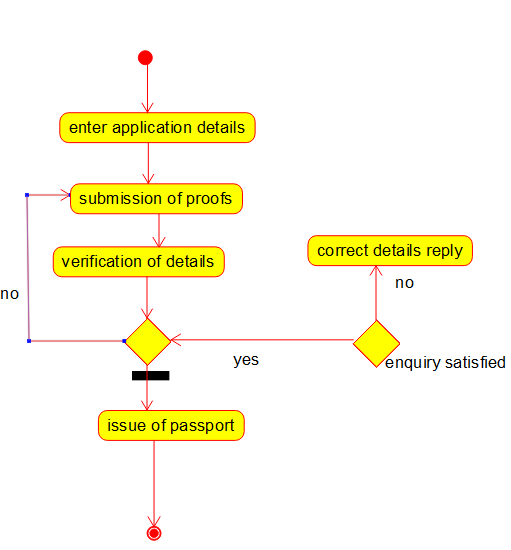 enter application details
submission of proofs
verification of details
correct details reply
no
no
yes
enquiry satisfied
issue of passport